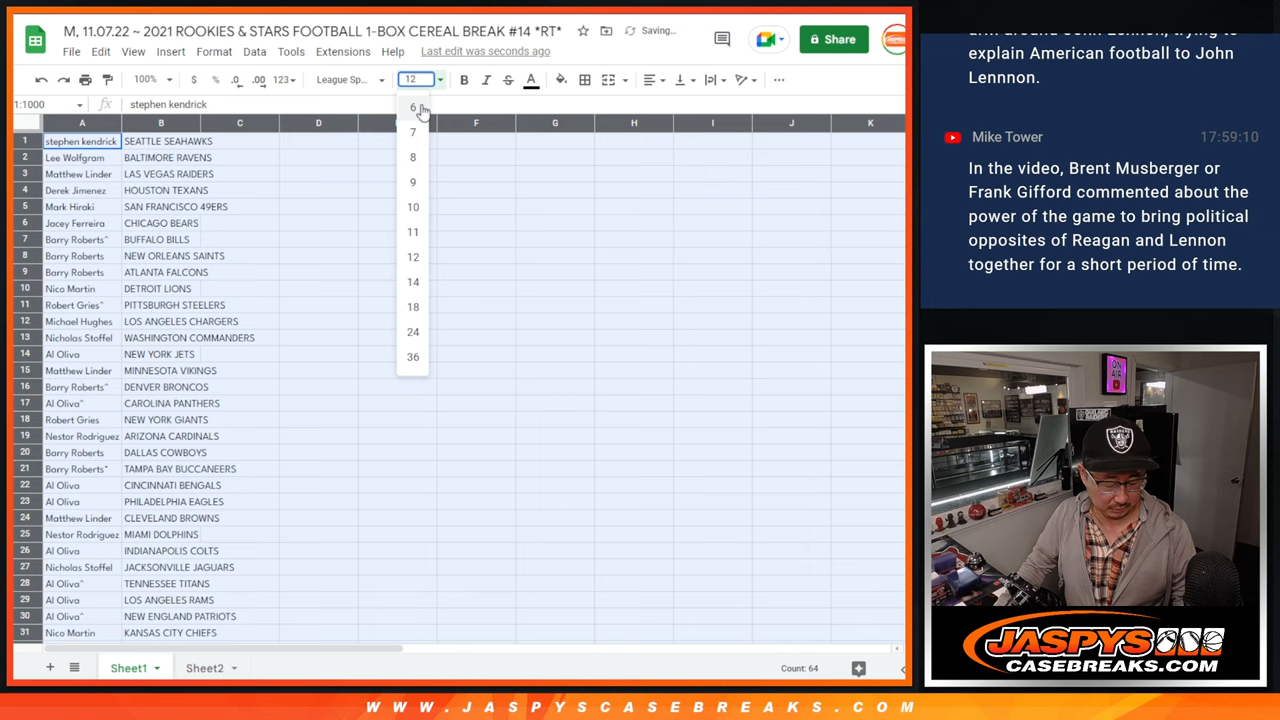 M, 11.07.22 ~ 2021 ROOKIES & STARS FOOTBALL 1-BOX CEREAL BREAK #14 *RT*
Saving...
File Edit View Insert Format Data Tools Extensions Help Last edit was seconds ago
Share
100% $ % .0 .00 123 League Sp... 12 B I S A
1:1000 fx stephen kendrick
A B C D F G H I J K
1 stephen kendrick SEATTLE SEAHAWKS
2 Lee Wolfgram BALTIMORE RAVENS
3 Matthew Linder LAS VEGAS RAIDERS
4 Derek Jimenez HOUSTON TEXANS
5 Mark Hiraki SAN FRANCISCO 49ERS
6 Jacey Ferreira CHICAGO BEARS
7 Barry Roberts^ BUFFALO BILLS
8 Barry Roberts NEW ORLEANS SAINTS
9 Barry Roberts ATLANTA FALCONS
10 Nico Martin DETROIT LIONS
11 Robert Gries^ PITTSBURGH STEELERS
12 Michael Hughes LOS ANGELES CHARGERS
13 Nicholas Stoffel WASHINGTON COMMANDERS
14 Al Oliva NEW YORK JETS
15 Matthew Linder MINNESOTA VIKINGS
16 Barry Roberts^ DENVER BRONCOS
17 Al Oliva^ CAROLINA PANTHERS
18 Robert Gries NEW YORK GIANTS
19 Nestor Rodriguez ARIZONA CARDINALS
20 Barry Roberts DALLAS COWBOYS
21 Barry Roberts* TAMPA BAY BUCCANEERS
22 Al Oliva CINCINNATI BENGALS
23 Al Oliva PHILADELPHIA EAGLES
24 Matthew Linder CLEVELAND BROWNS
25 Nestor Rodriguez MIAMI DOLPHINS
26 Al Oliva INDIANAPOLIS COLTS
27 Nicholas Stoffel JACKSONVILLE JAGUARS
28 Al Oliva^ TENNESSEE TITANS
29 Al Oliva LOS ANGELES RAMS
30 Al Oliva^ NEW ENGLAND PATRIOTS
31 Nico Martin KANSAS CITY CHIEFS
6
7
8
9
10
11
12
14
18
24
36
Sheet1 Sheet2 Count: 64
explain American football to John
Lennnon.
Mike Tower 17:59:10
In the video, Brent Musberger or
Frank Gifford commented about the
power of the game to bring political
opposites of Reagan and Lennon
together for a short period of time.
ON AIR
RAIDERS
JASPYS
CASEBREAKS.COM
WWW.JASPYSCASEBREAKS.COM